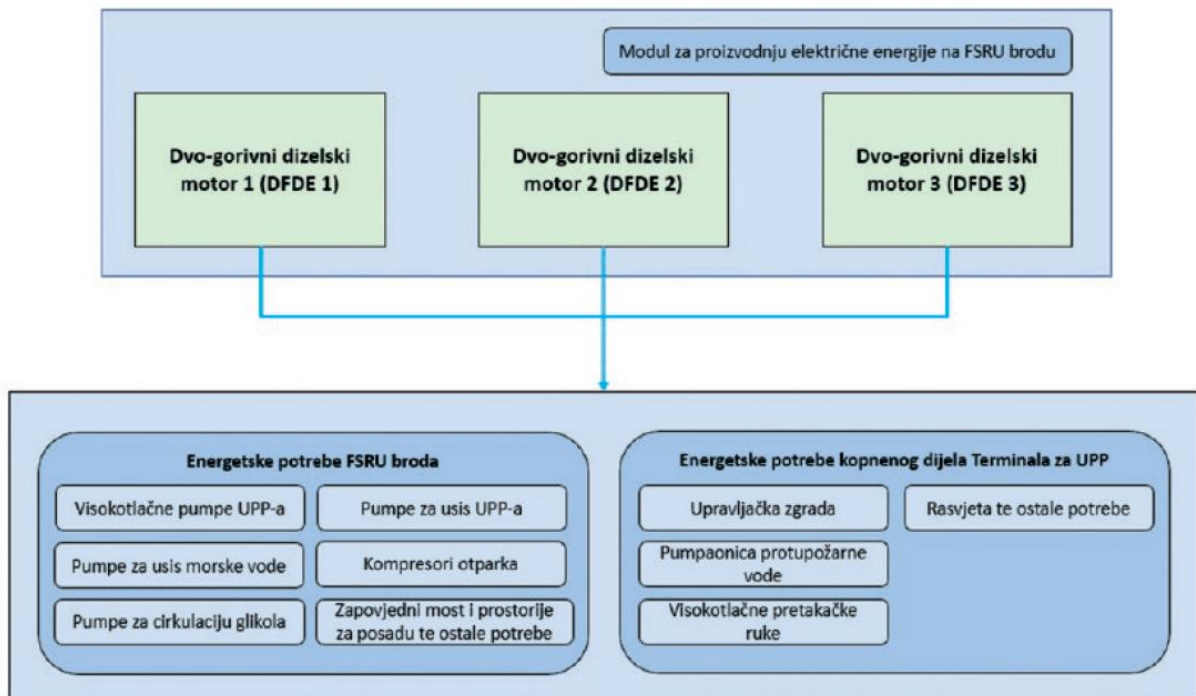 Modul za proizvodnju električne energije na FSRU brodu
Dvo-gorivni dizelski
motor 1 (DFDE 1)
Dvo-gorivni dizelski
motor 2 (DFDE 2)
Dvo-gorivni dizelski
motor 3 (DFDE 3)
Energetske potrebe FSRU broda
Visokotlačne pumpe UPP-a
Pumpe za usis UPP-a
Pumpe za usis morske vode
Kompresori otparka
Pumpe za cirkulaciju glikola
Zapovjedni most i prostorije
za posadu te ostale potrebe
Energetske potrebe kopnenog dijela Terminala za UPP
Upravljačka zgrada
Rasvjeta te ostale potrebe
Pumpaonica protupožarne
vode
Visokotlačne pretakačke
ruke